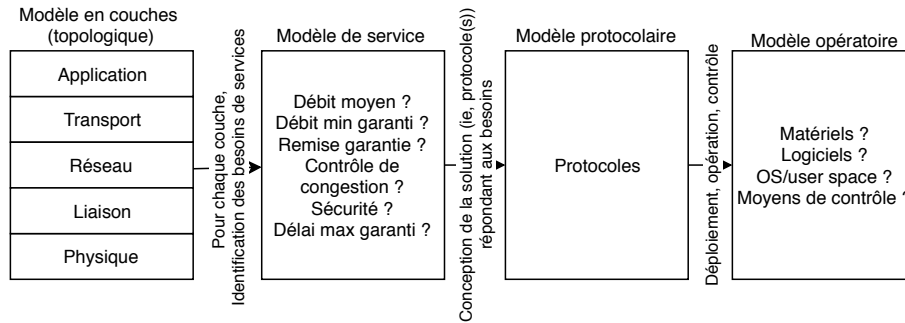 Modèle en couches
(topologique)
Application
Transport
Réseau
Liaison
Physique
Pour chaque couche,
Identification des besoins de services
Modèle de service
Débit moyen ?
Débit min garanti ?
Remise garantie ?
Contrôle de
congestion ?
Sécurité ?
Délai max garanti ?
Conception de la solution (ie, protocole(s))
répondant aux besoins
Modèle protocolaire
Protocoles
Déploiement, opération, contrôle
Modèle opératoire
Matériels ?
Logiciels ?
OS/user space ?
Moyens de contrôle ?